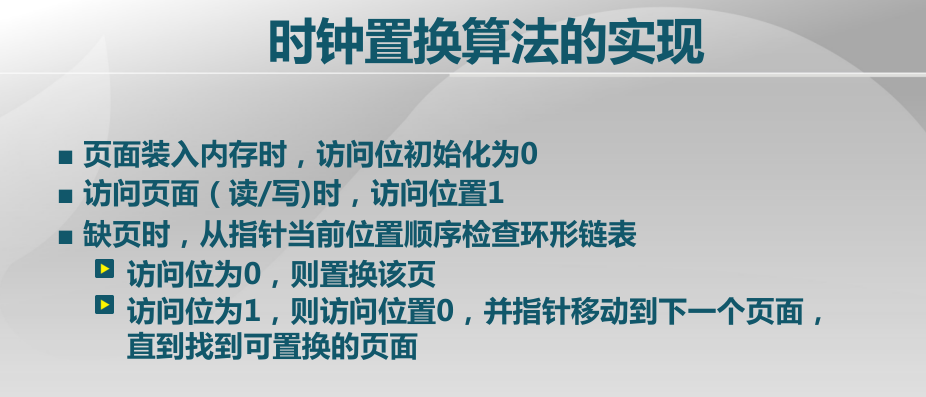 时钟置换算法的实现
页面装入内存时，访问位初始化为0
访问页面（读/写)时，访问位置1
缺页时，从指针当前位置顺序检查环形链表
访问位为0，则置换该页
访问位为1，则访问位置0，并指针移动到下一个页面，
直到找到可置换的页面